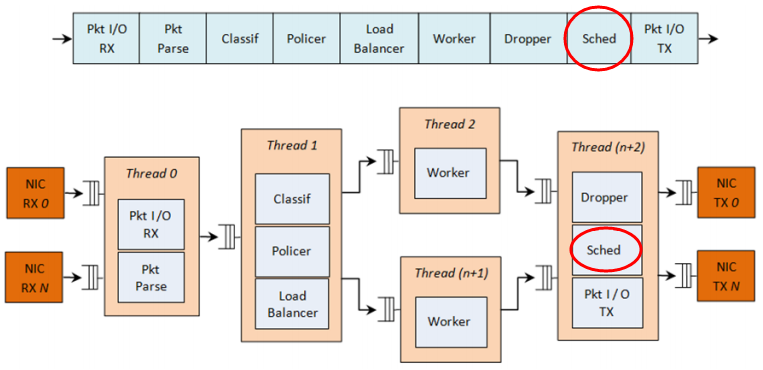 Pkt I/O
RX
Pkt
Parse
Classif
Policer
Load
Balancer
Worker
Dropper
Sched
Pkt I/O
TX
NIC
RX 0
NIC
RX N
Thread 0
Pkt I/O
RX
Pkt
Parse
Thread 1
Classif
Policer
Load
Balancer
Thread 2
Worker
Thread (n+1)
Worker
Thread (n+2)
Dropper
Sched
Pkt I / O
TX
NIC
TX 0
NIC
TX N